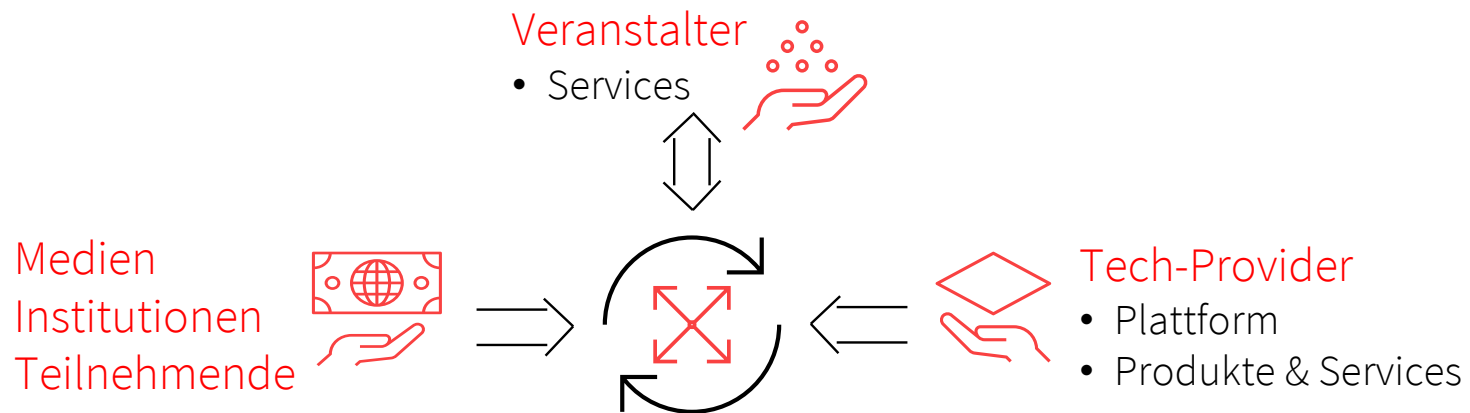 Veranstalter
• Services
Medien
Institutionen
Teilnehmende
Tech-Provider
• Plattform
• Produkte & Services